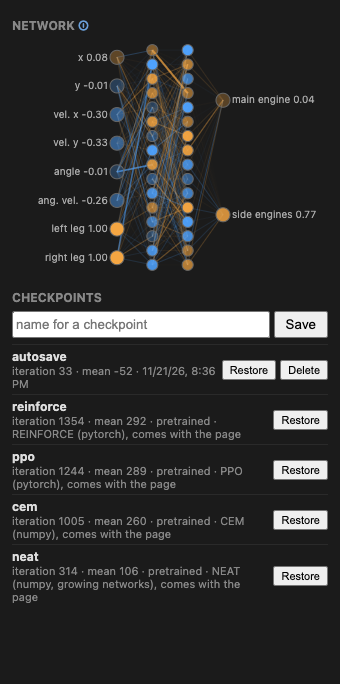 NETWORK ⓘ
x 0.08
y -0.01
vel. x -0.30
vel. y -0.33
angle -0.01
ang. vel. -0.26
left leg 1.00
right leg 1.00
main engine 0.04
side engines 0.77
CHECKPOINTS
name for a checkpoint
Save
autosave
iteration 33 · mean -52 · 11/21/26, 8:36
PM
Restore
Delete
reinforce
iteration 1354 · mean 292 · pretrained ·
REINFORCE (pytorch), comes with the page
Restore
ppo
iteration 1244 · mean 289 · pretrained · PPO
(pytorch), comes with the page
Restore
cem
iteration 1005 · mean 260 · pretrained · CEM
(numpy), comes with the page
Restore
neat
iteration 314 · mean 106 · pretrained · NEAT
(numpy, growing networks), comes with the
page
Restore